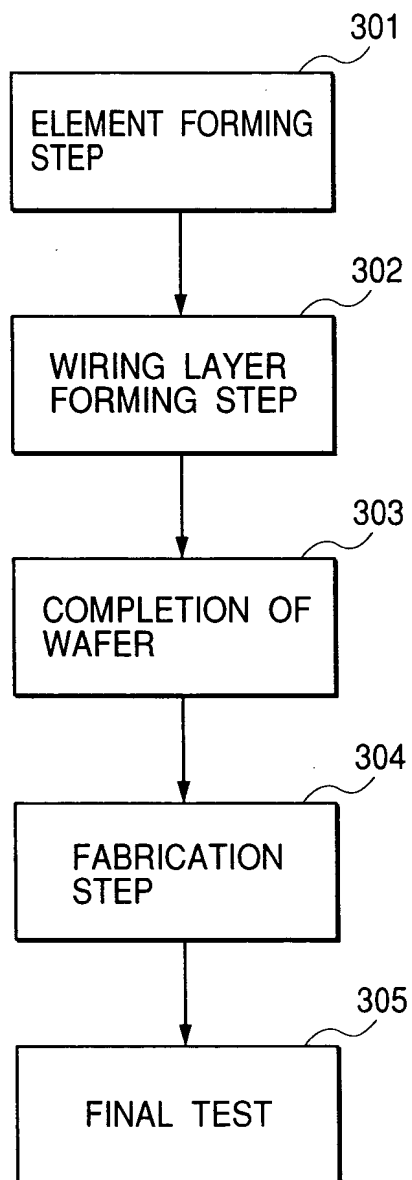 301
ELEMENT FORMING
STEP
302
WIRING LAYER
FORMING STEP
303
COMPLETION OF
WAFER
304
FABRICATION
STEP
305
FINAL TEST